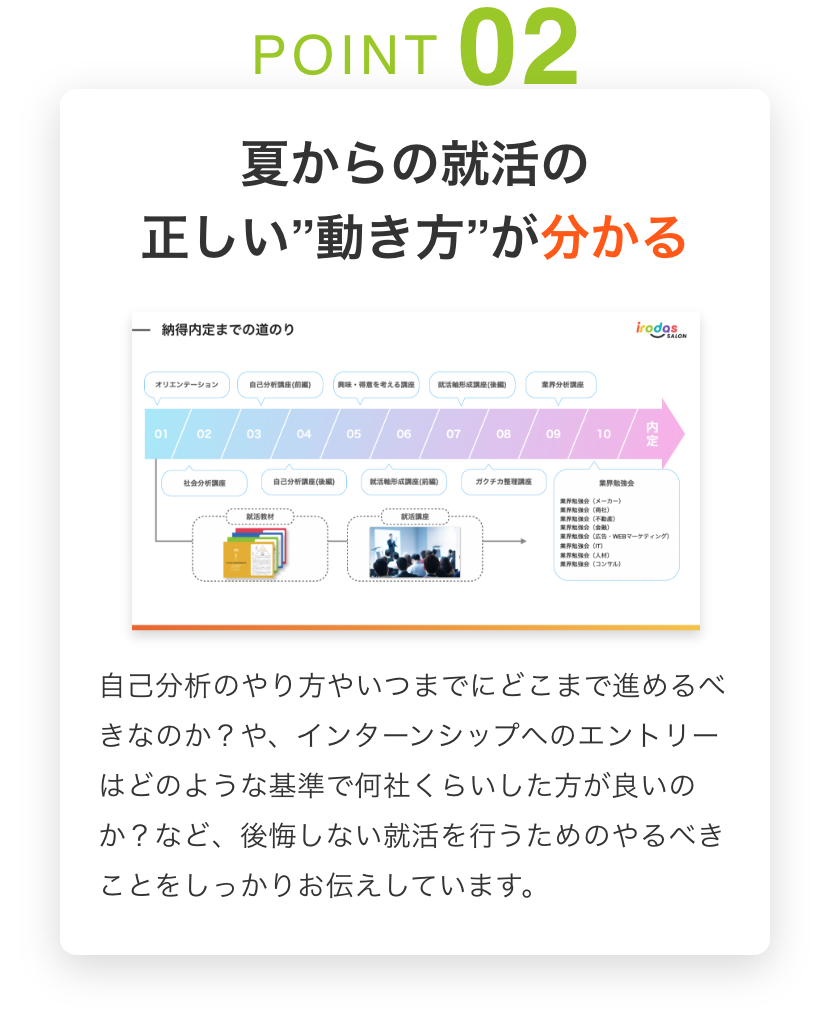 POINT 02
夏からの就活の
正しい”動き方”が分かる
納得内定までの道のり
irodas
SALON
オリエンテーション
自己分析講座(前編)
興味・得意を考える講座
就活軸形成講座(後編)
業界分析講座
01 02 03 04 05 06 07 08 09 10 内定
社会分析講座
自己分析講座(後編)
就活軸形成講座(前編)
ガクチカ整理講座
業界勉強会
業界勉強会（メーカー）
業界勉強会（商社）
業界勉強会（不動産）
業界勉強会（金融）
業界勉強会（広告・WEBマーケティング）
業界勉強会（IT）
業界勉強会（人材）
業界勉強会（コンサル）
就活教材
就活講座
自己分析のやり方やいつまでにどこまで進めるべ
きなのか？や、インターンシップへのエントリー
はどのような基準で何社くらいした方が良いの
か？など、後悔しない就活を行うためのやるべき
ことをしっかりお伝えしています。